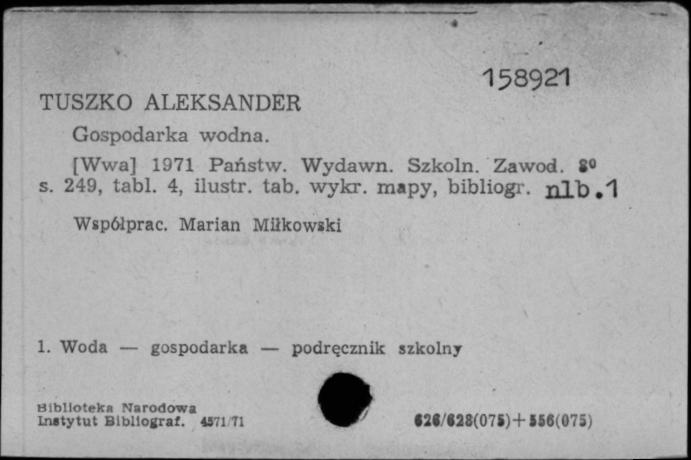 158921
TUSZKO ALEKSANDER
Gospodarka wodna.
[Wwa] 1971 Państw. Wydawn. Szkoln. Zawod. 8º
s. 249, tabl. 4, ilustr. tab. wykr. mapy, bibliogr. nlb.1
Współprac. Marian Miłkowski
1. Woda — gospodarka — podręcznik szkolny
Biblioteka Narodowa
Instytut Bibliograf. 4571/71
626/628(075)+556(075)